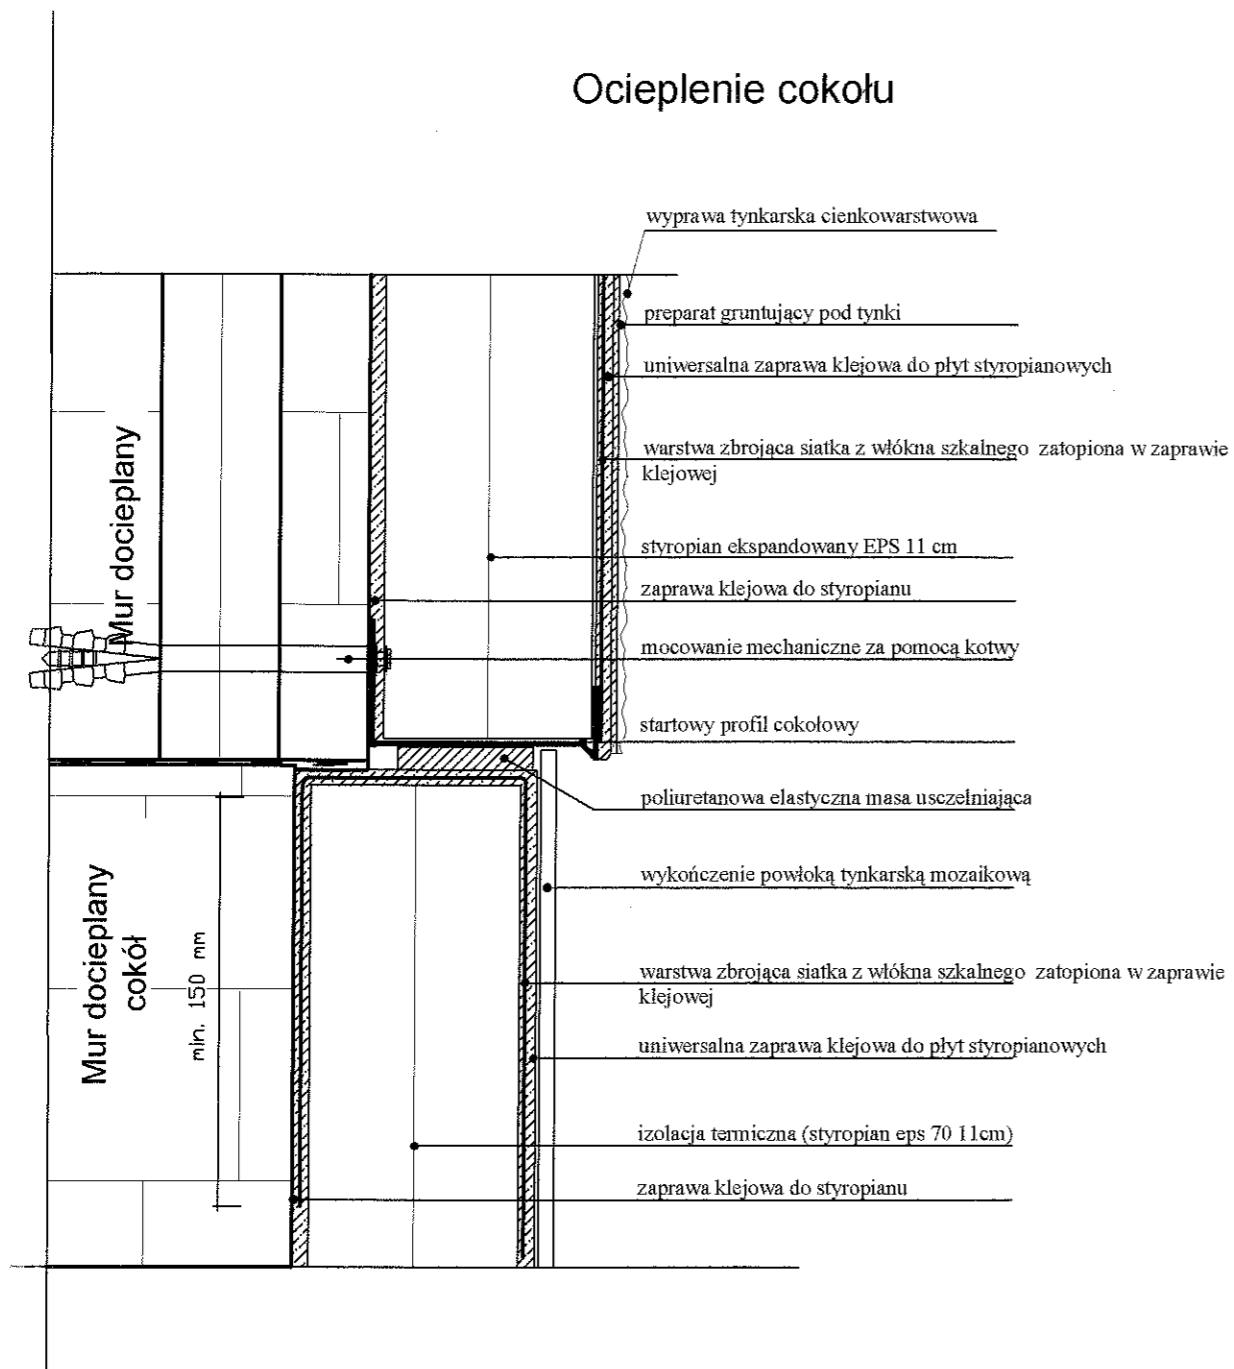 Ocieplenie cokołu
wyprawa tynkarska cienkowarstwowa
preparat gruntujący pod tynki
uniwersalna zaprawa klejowa do płyt styropianowych
warstwa zbrojąca siatka z włókna szkalnego zatopiona w zaprawie
klejowej
styropian ekspandowany EPS 11 cm
zaprawa klejowa do styropianu
mocowanie mechaniczne za pomocą kotwy
startowy profil cokołowy
poliuretanowa elastyczna masa uszczelniająca
wykończenie powłoką tynkarską mozaikową
warstwa zbrojąca siatka z włókna szkalnego zatopiona w zaprawie
klejowej
uniwersalna zaprawa klejowa do płyt styropianowych
izolacja termiczna (styropian eps 70 11cm)
zaprawa klejowa do styropianu
Mur docieplany
Mur docieplany
cokół
min. 150 mm